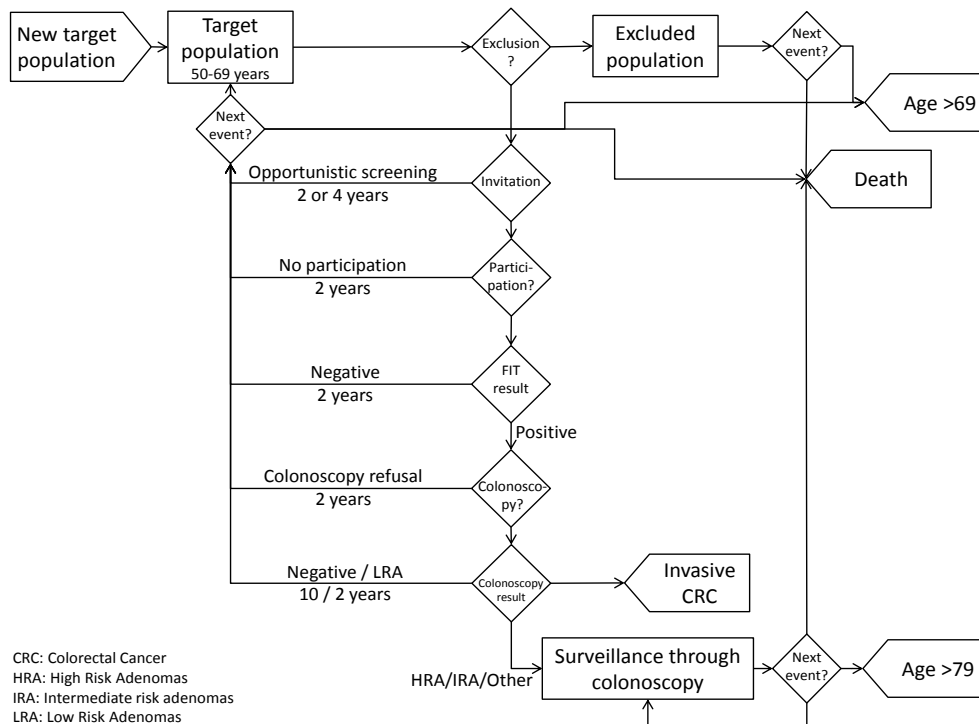 New target
population
Target
population
50-69 years
Exclusion
?
Excluded
population
Next
event?
Age >69
Next
event?
Death
Opportunistic screening
2 or 4 years
Invitation
No participation
2 years
Partici-
pation?
Negative
2 years
FIT
result
Positive
Colonoscopy refusal
2 years
Colonosco-
py?
Negative / LRA
10 / 2 years
Colonoscopy
result
Invasive
CRC
HRA/IRA/Other
Surveillance through
colonoscopy
Next
event?
Age >79
CRC: Colorectal Cancer
HRA: High Risk Adenomas
IRA: Intermediate risk adenomas
LRA: Low Risk Adenomas